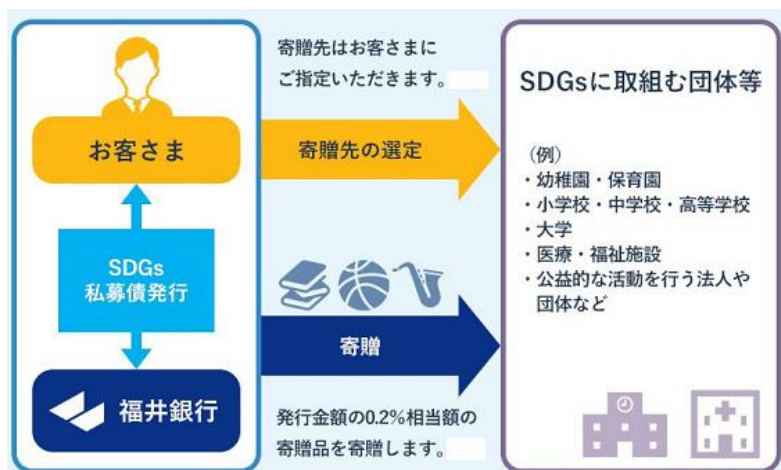 お客さま
SDGs
私募債発行
福井銀行
寄贈先はお客さまに
ご指定いただきます。
寄贈先の選定
寄贈
発行金額の0.2%相当額の
寄贈品を寄贈します。
SDGsに取組む団体等
（例）
・幼稚園・保育園
・小学校・中学校・高等学校
・大学
・医療・福祉施設
・公益的な活動を行う法人や
団体など